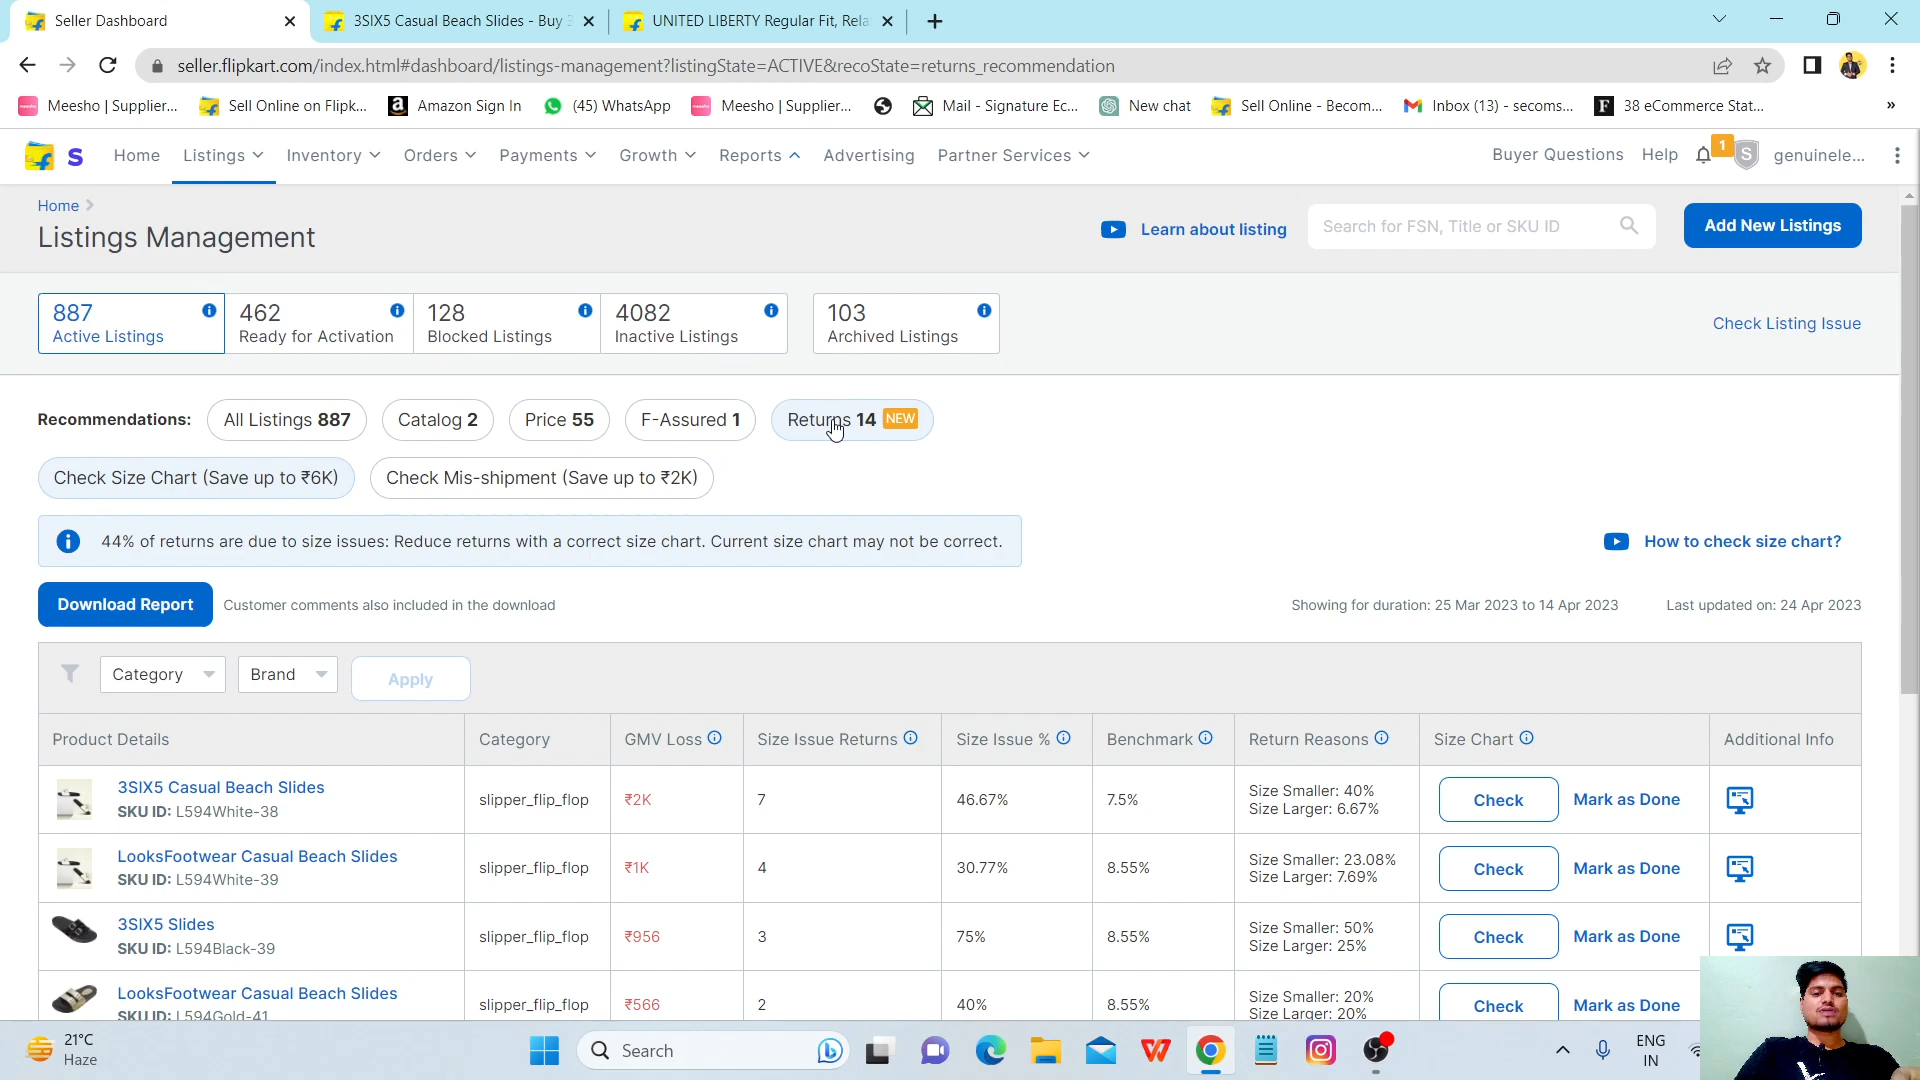 Seller Dashboard
3SIX5 Casual Beach Slides - Buy 3
UNITED LIBERTY Regular Fit, Rela
seller.flipkart.com/index.html#dashboard/listings-management?listingState=ACTIVE&recoState=returns_recommendation
Meesho | Supplier...
Sell Online on Flipk...
Amazon Sign In
(45) WhatsApp
Meesho | Supplier...
Mail - Signature Ec...
New chat
Sell Online - Becom...
Inbox (13) - secoms...
38 eCommerce Stat...
»
Home
Listings
Inventory
Orders
Payments
Growth
Reports
Advertising
Partner Services
Buyer Questions
Help
1
S
genuinele...
Home
Listings Management
Learn about listing
Search for FSN, Title or SKU ID
Add New Listings
887
Active Listings
462
Ready for Activation
128
Blocked Listings
4082
Inactive Listings
103
Archived Listings
Check Listing Issue
Recommendations:
All Listings 887
Catalog 2
Price 55
F-Assured 1
Returns 14 NEW
Check Size Chart (Save up to ₹6K)
Check Mis-shipment (Save up to ₹2K)
44% of returns are due to size issues: Reduce returns with a correct size chart. Current size chart may not be correct.
How to check size chart?
Download Report
Customer comments also included in the download
Showing for duration: 25 Mar 2023 to 14 Apr 2023
Last updated on: 24 Apr 2023
Category
Brand
Apply
Product Details
Category
GMV Loss
Size Issue Returns
Size Issue %
Benchmark
Return Reasons
Size Chart
Additional Info
3SIX5 Casual Beach Slides
SKU ID: L594White-38
slipper_flip_flop
₹2K
7
46.67%
7.5%
Size Smaller: 40%
Size Larger: 6.67%
Check
Mark as Done
LooksFootwear Casual Beach Slides
SKU ID: L594White-39
slipper_flip_flop
₹1K
4
30.77%
8.55%
Size Smaller: 23.08%
Size Larger: 7.69%
Check
Mark as Done
3SIX5 Slides
SKU ID: L594Black-39
slipper_flip_flop
₹956
3
75%
8.55%
Size Smaller: 50%
Size Larger: 25%
Check
Mark as Done
LooksFootwear Casual Beach Slides
SKU ID: L594Gold-41
slipper_flip_flop
₹566
2
40%
8.55%
Size Smaller: 20%
Size Larger: 20%
Check
Mark as Done
21°C
Haze
Search
ENG
IN